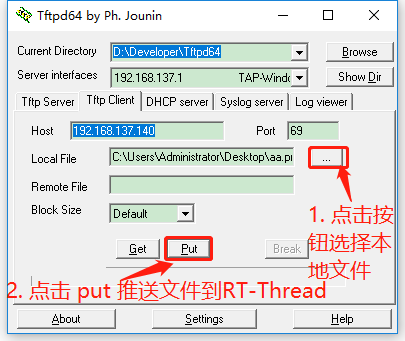 Tftpd64 by Ph. Jounin
Current Directory D:\Developer\Tftpd64 Browse
Server interfaces 192.168.137.1 TAP-Windo Show Dir
Tftp Server Tftp Client DHCP server Syslog server Log viewer
Host 192.168.137.140 Port 69
Local File C:\Users\Administrator\Desktop\aa.pr ...
Remote File
Block Size Default
Get Put Break
1. 点击按
钮选择本
地文件
2. 点击 put 推送文件到RT-Thread
About Settings Help